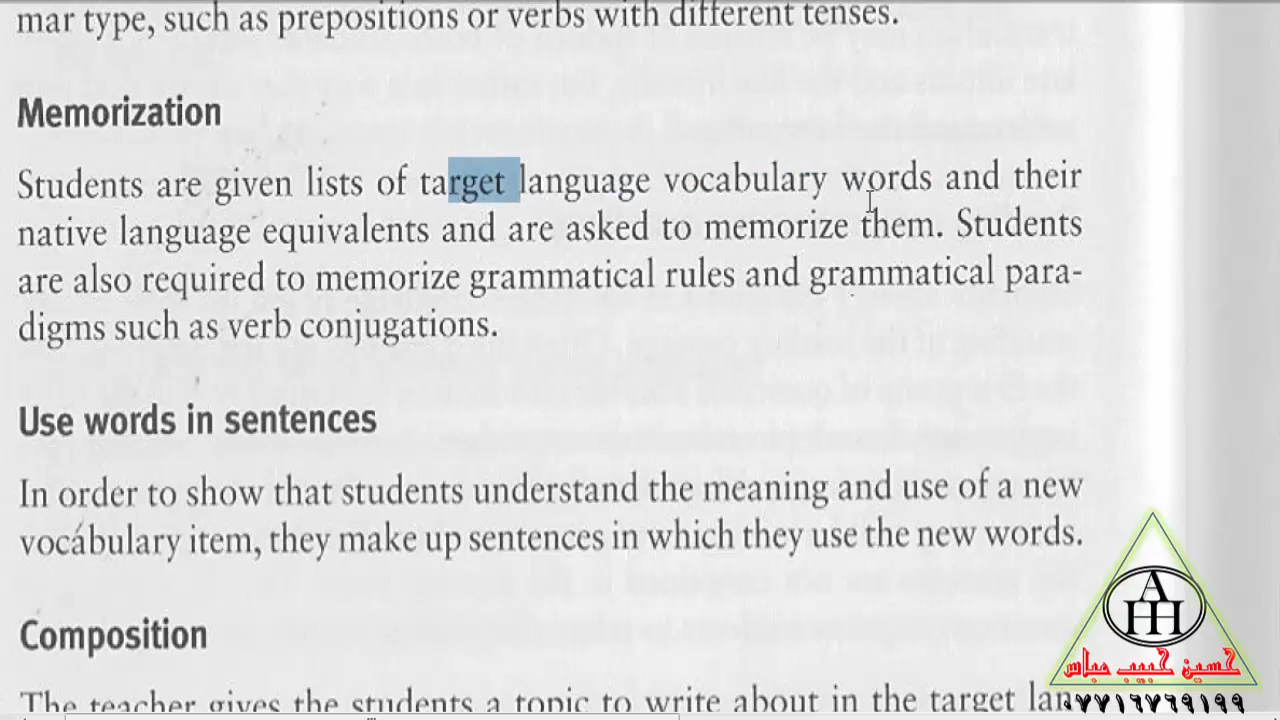 mar type, such as prepositions or verbs with different tenses.
Memorization
Students are given lists of target language vocabulary words and their
native language equivalents and are asked to memorize them. Students
are also required to memorize grammatical rules and grammatical para-
digms such as verb conjugations.
Use words in sentences
In order to show that students understand the meaning and use of a new
vocabulary item, they make up sentences in which they use the new words.
Composition
The teacher gives the students a topic to write about in the target lan
AHH
حسين حبيب عباس
٠٧٧١٦٧٦٩١٩٩